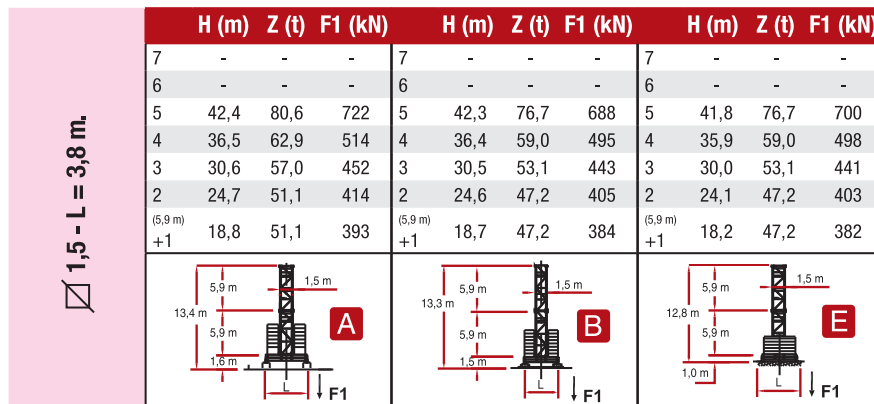 H (m) Z (t) F1 (kN) H (m) Z (t) F1 (kN) H (m) Z (t) F1 (kN)
7 - - - 7 - - - 7 - - -
6 - - - 6 - - - 6 - - -
5 42,4 80,6 722 5 42,3 76,7 688 5 41,8 76,7 700
4 36,5 62,9 514 4 36,4 59,0 495 4 35,9 59,0 498
3 30,6 57,0 452 3 30,5 53,1 443 3 30,0 53,1 441
2 24,7 51,1 414 2 24,6 47,2 405 2 24,1 47,2 403
(5,9 m) +1 18,8 51,1 393 (5,9 m) +1 18,7 47,2 384 (5,9 m) +1 18,2 47,2 382
1,5 - L = 3,8 m.
1,5 m
5,9 m
13,4 m
5,9 m
1,6 m
A
L
F1
1,5 m
5,9 m
13,3 m
5,9 m
1,5 m
B
L
F1
1,5 m
5,9 m
12,8 m
5,9 m
1,0 m
E
L
F1